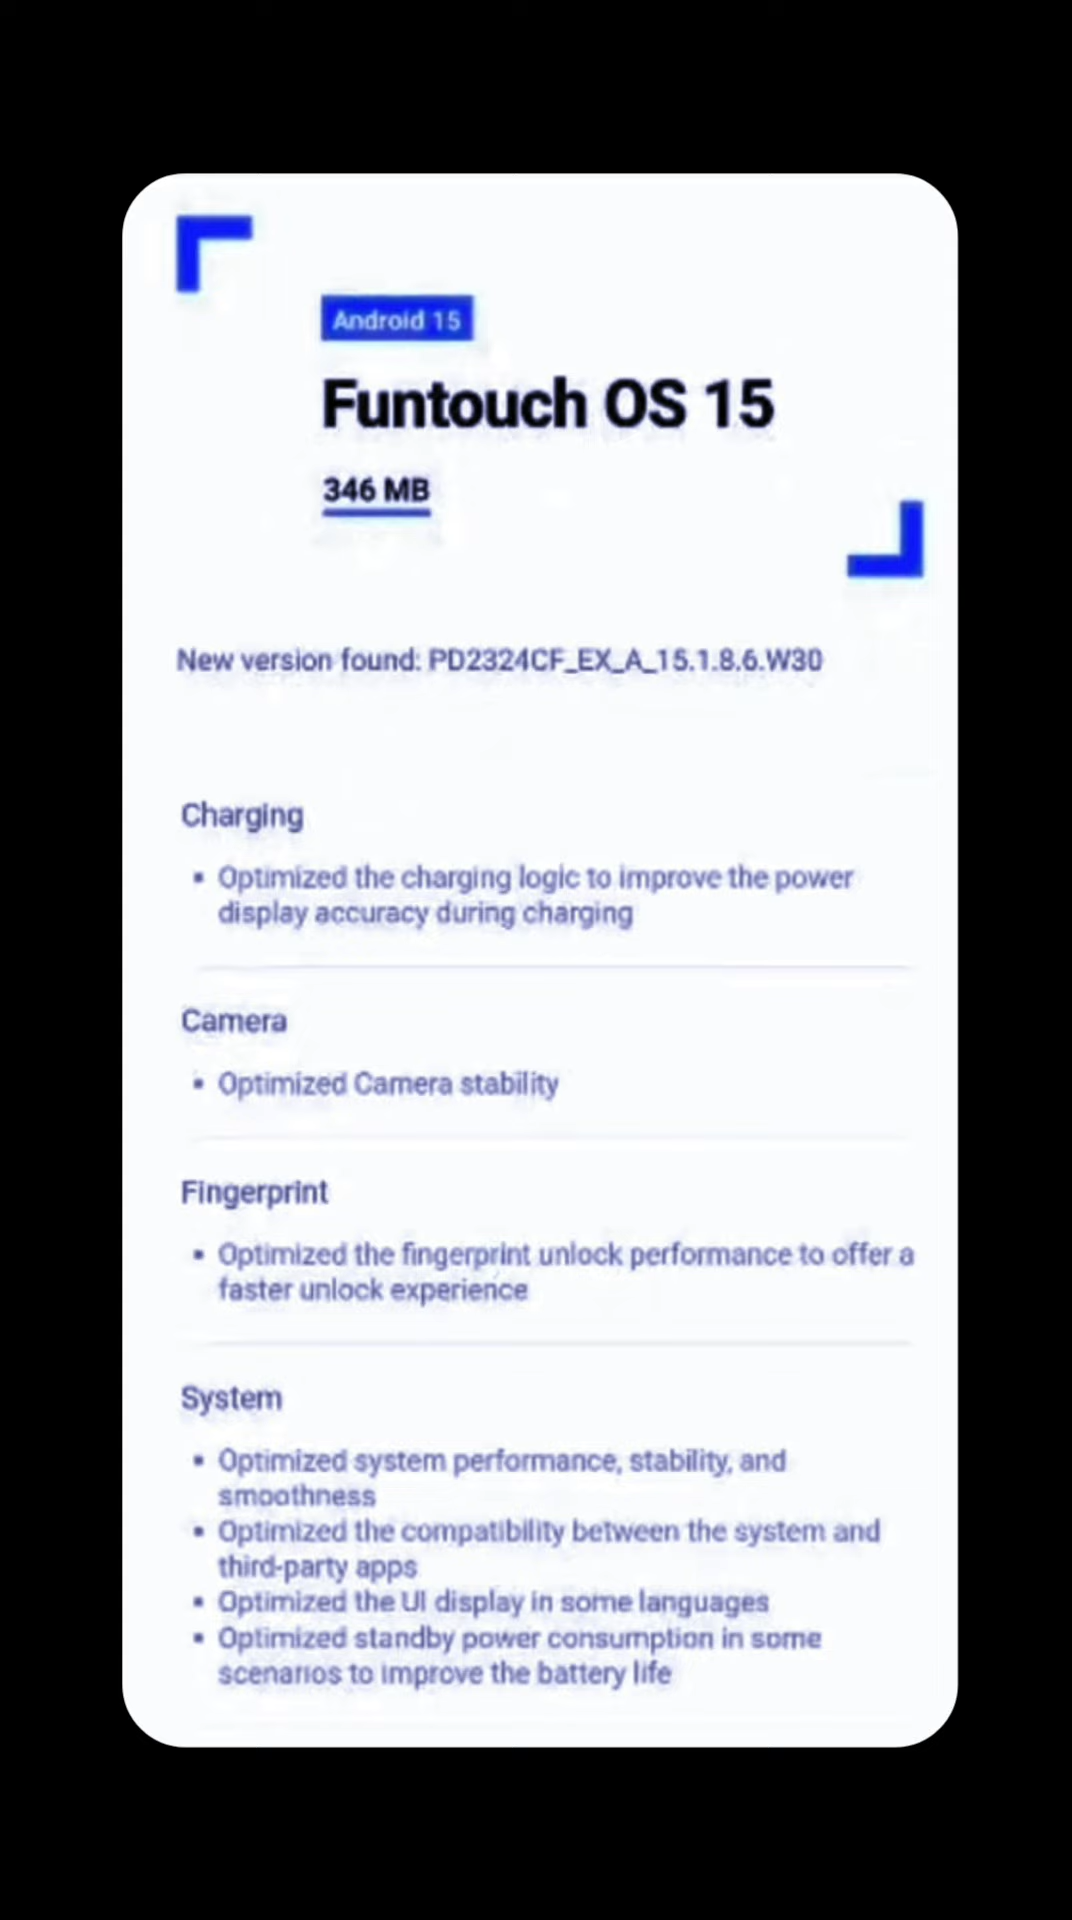 Android 15
Funtouch OS 15
346 MB
New version found: PD2324CF_EX_A_15.1.8.6.W30
Charging
▪ Optimized the charging logic to improve the power
display accuracy during charging
Camera
▪ Optimized Camera stability
Fingerprint
▪ Optimized the fingerprint unlock performance to offer a
faster unlock experience
System
▪ Optimized system performance, stability, and
smoothness
▪ Optimized the compatibility between the system and
third-party apps
▪ Optimized the UI display in some languages
▪ Optimized standby power consumption in some
scenarios to improve the battery life